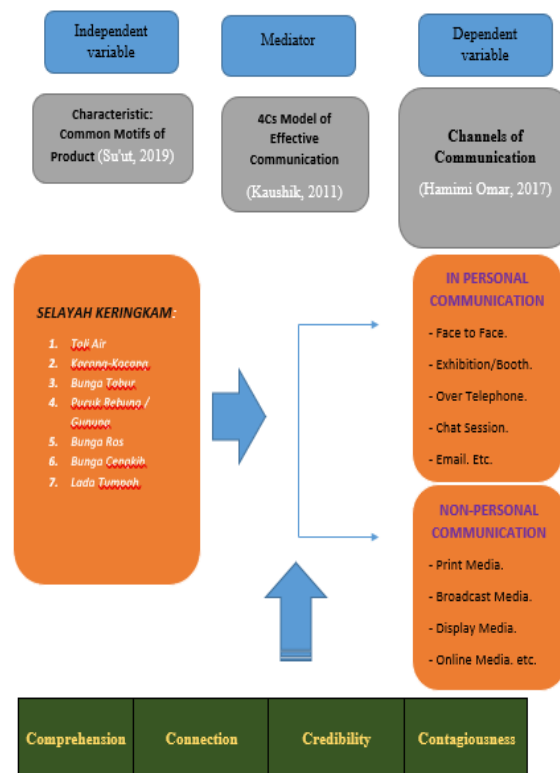 Independent
variable
Mediator
Dependent
variable
Characteristic:
Common Motifs of
Product (Su'ut, 2019)
4Cs Model of
Effective
Communication
(Kaushik, 2011)
Channels of
Communication
(Hamimi Omar, 2017)
SELAYAH KERINGKAM:
1. Tali Air
2. Kacang-Kacang
3. Bunga Tabur
4. Pucuk Rebung /
Gunung
5. Bunga Ros
6. Bunga Cengkih
7. Lada Tumpah
IN PERSONAL
COMMUNICATION
- Face to Face.
- Exhibition/Booth.
- Over Telephone.
- Chat Session.
- Email. Etc.
NON-PERSONAL
COMMUNICATION
- Print Media.
- Broadcast Media.
- Display Media.
- Online Media. etc.
Comprehension
Connection
Credibility
Contagiousness